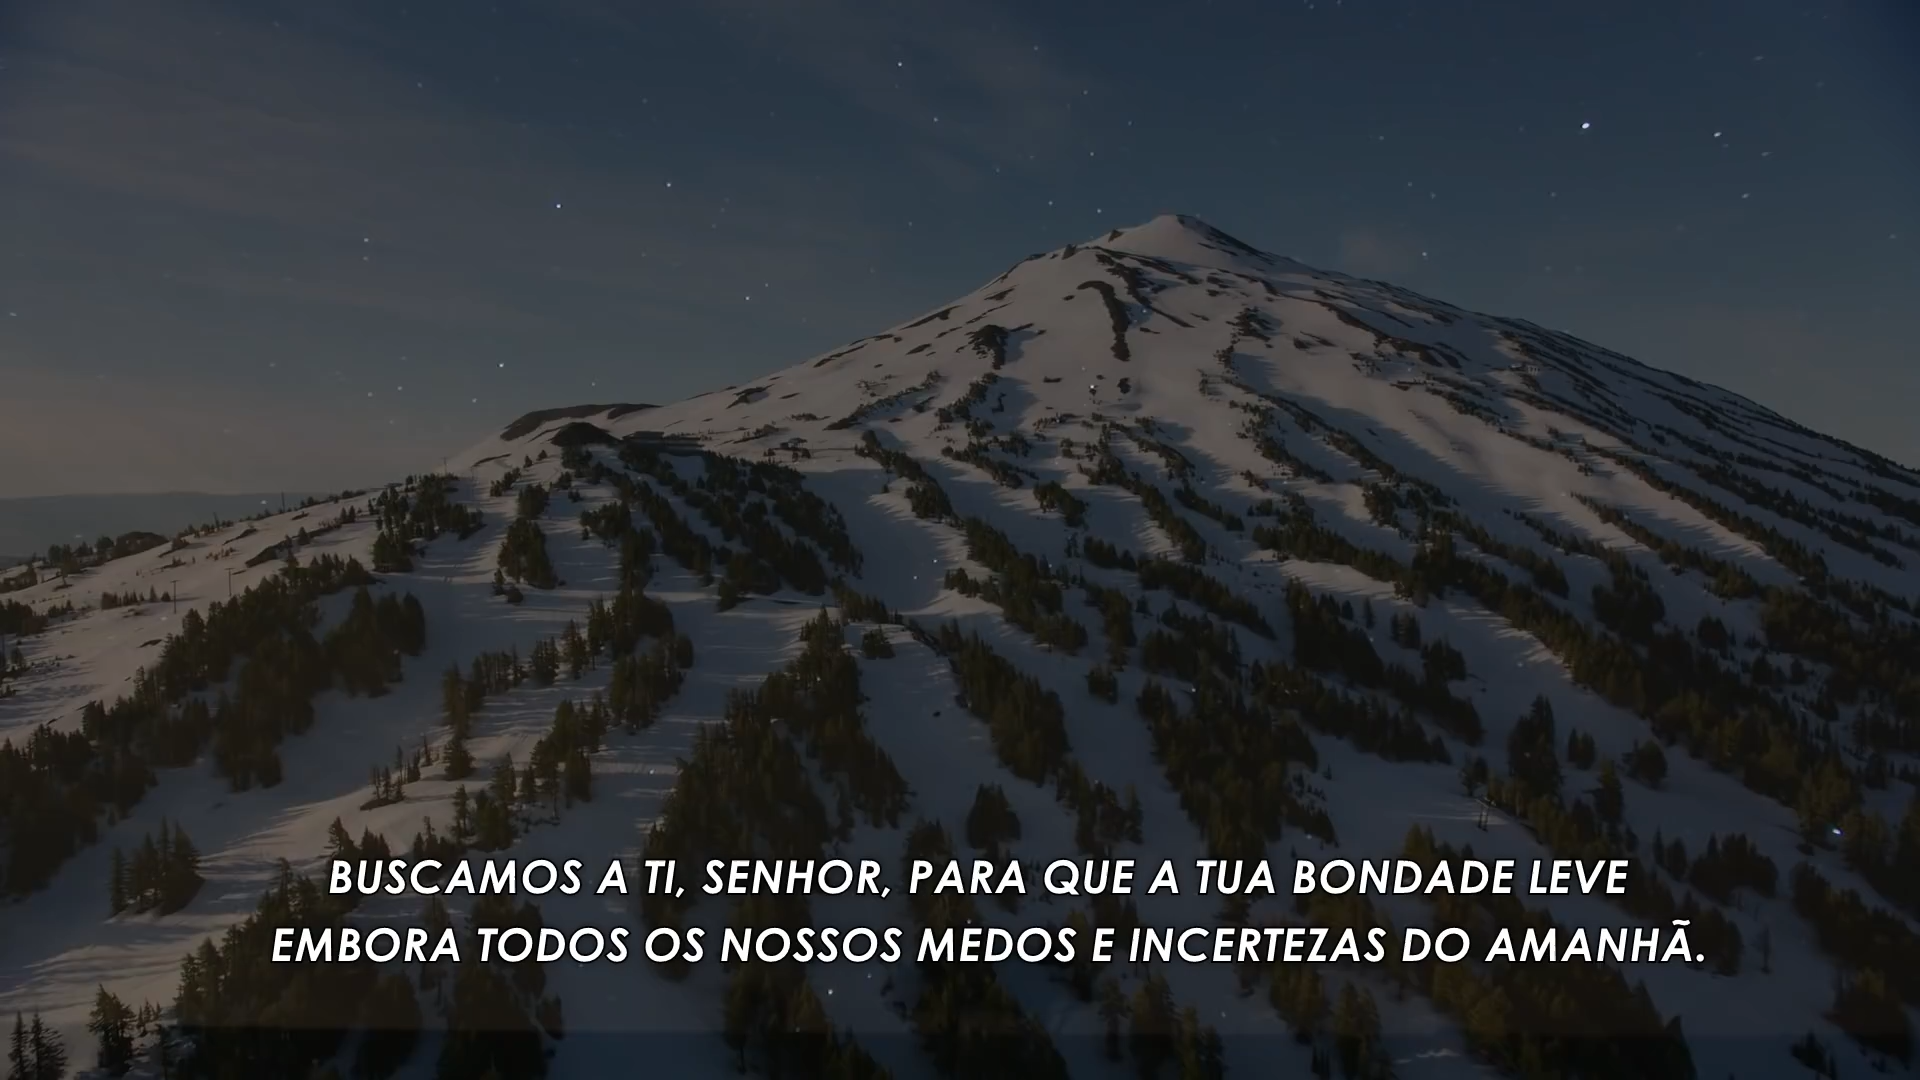 BUSCAMOS A TI, SENHOR, PARA QUE A TUA BONDADE LEVE
EMBORA TODOS OS NOSSOS MEDOS E INCERTEZAS DO AMANHÃ.